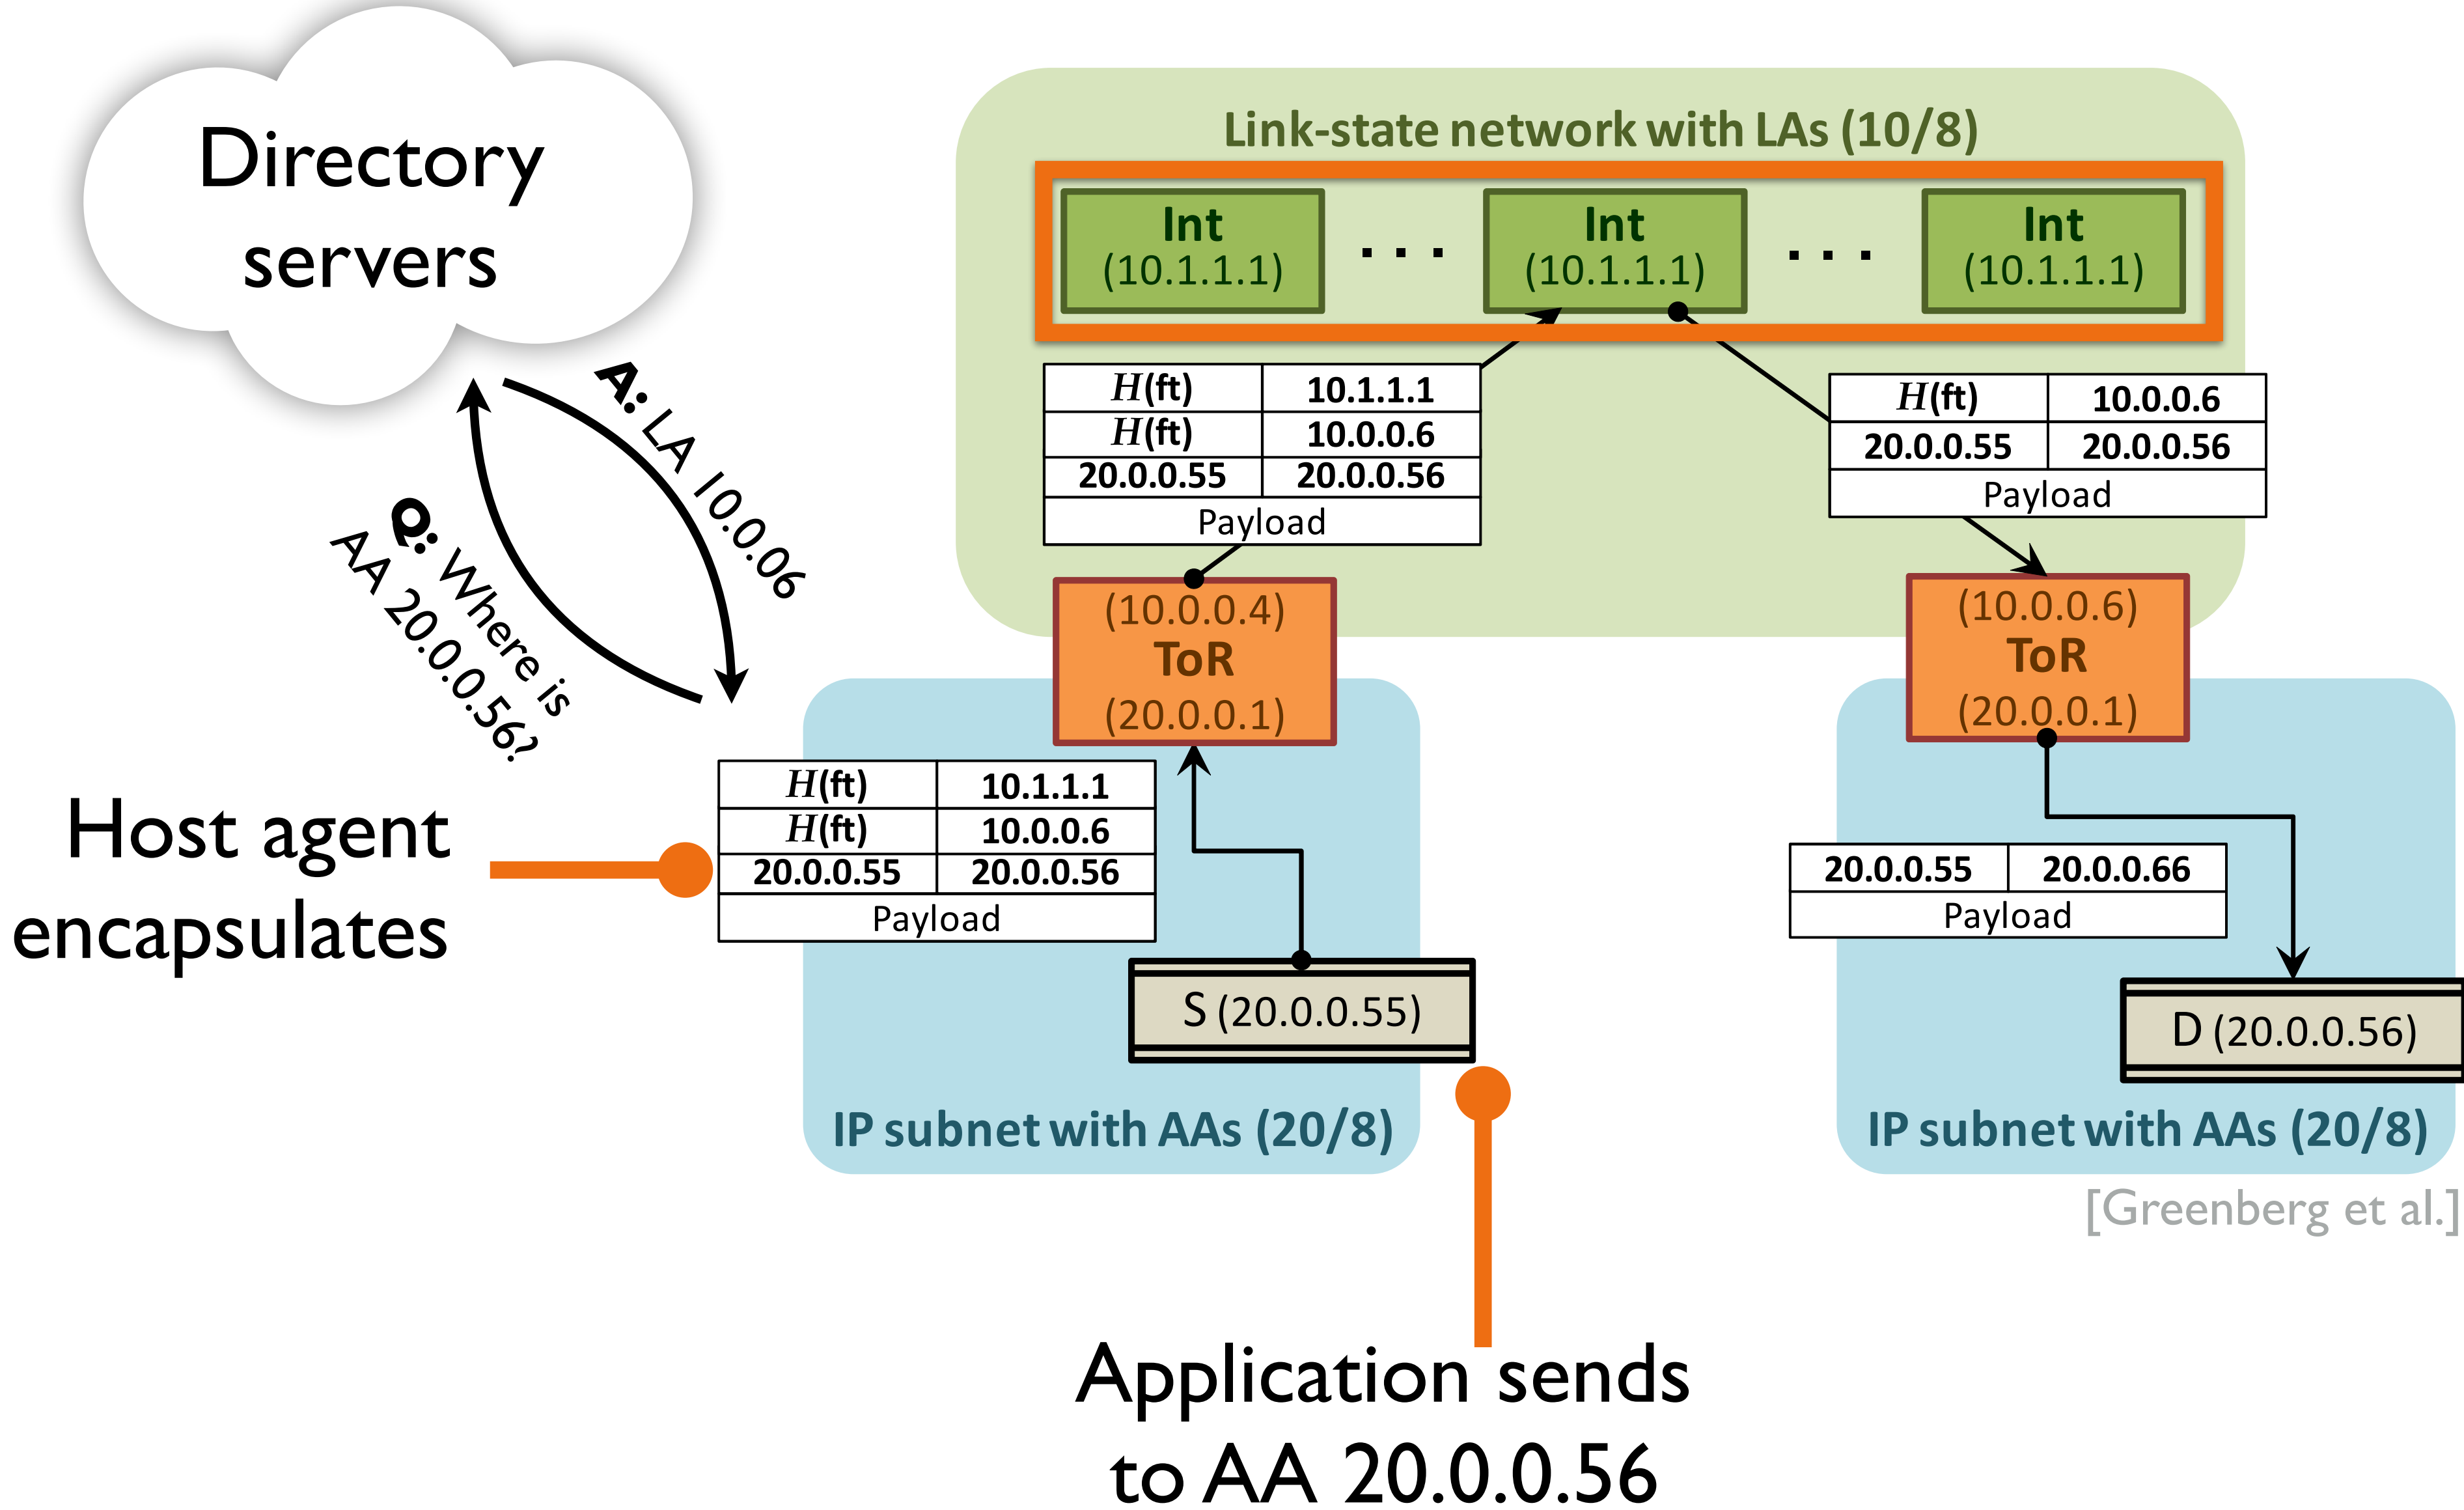 Directory
servers
A: LA 10.0.06
Q: Where is
AA 20.0.0.56?
Host agent
encapsulates
Link-state network with LAs (10/8)
Int
(10.1.1.1)
. . .
Int
(10.1.1.1)
. . .
Int
(10.1.1.1)
H(ft) 10.1.1.1
H(ft) 10.0.0.6
20.0.0.55 20.0.0.56
Payload
H(ft) 10.0.0.6
20.0.0.55 20.0.0.56
Payload
(10.0.0.4)
ToR
(20.0.0.1)
(10.0.0.6)
ToR
(20.0.0.1)
H(ft) 10.1.1.1
H(ft) 10.0.0.6
20.0.0.55 20.0.0.56
Payload
20.0.0.55 20.0.0.66
Payload
S (20.0.0.55)
D (20.0.0.56)
IP subnet with AAs (20/8)
IP subnet with AAs (20/8)
[Greenberg et al.]
Application sends
to AA 20.0.0.56